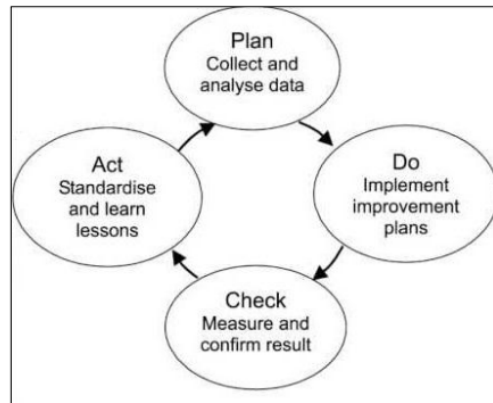 Plan
Collect and
analyse data
Do
Implement
improvement
plans
Check
Measure and
confirm result
Act
Standardise
and learn
lessons